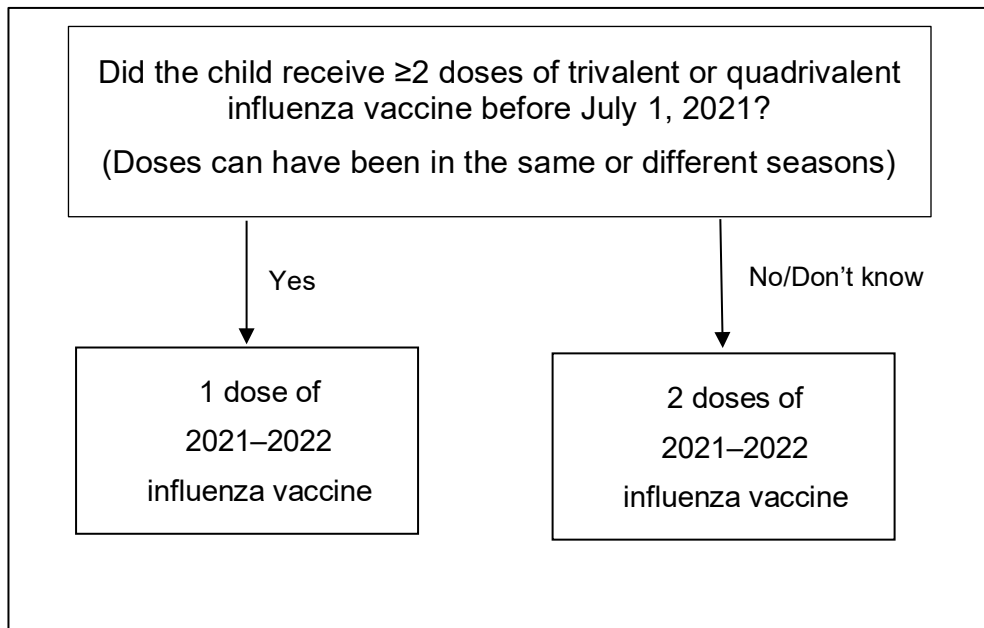 Did the child receive ≥2 doses of trivalent or quadrivalent
influenza vaccine before July 1, 2021?
(Doses can have been in the same or different seasons)
Yes
No/Don’t know
1 dose of
2021–2022
influenza vaccine
2 doses of
2021–2022
influenza vaccine